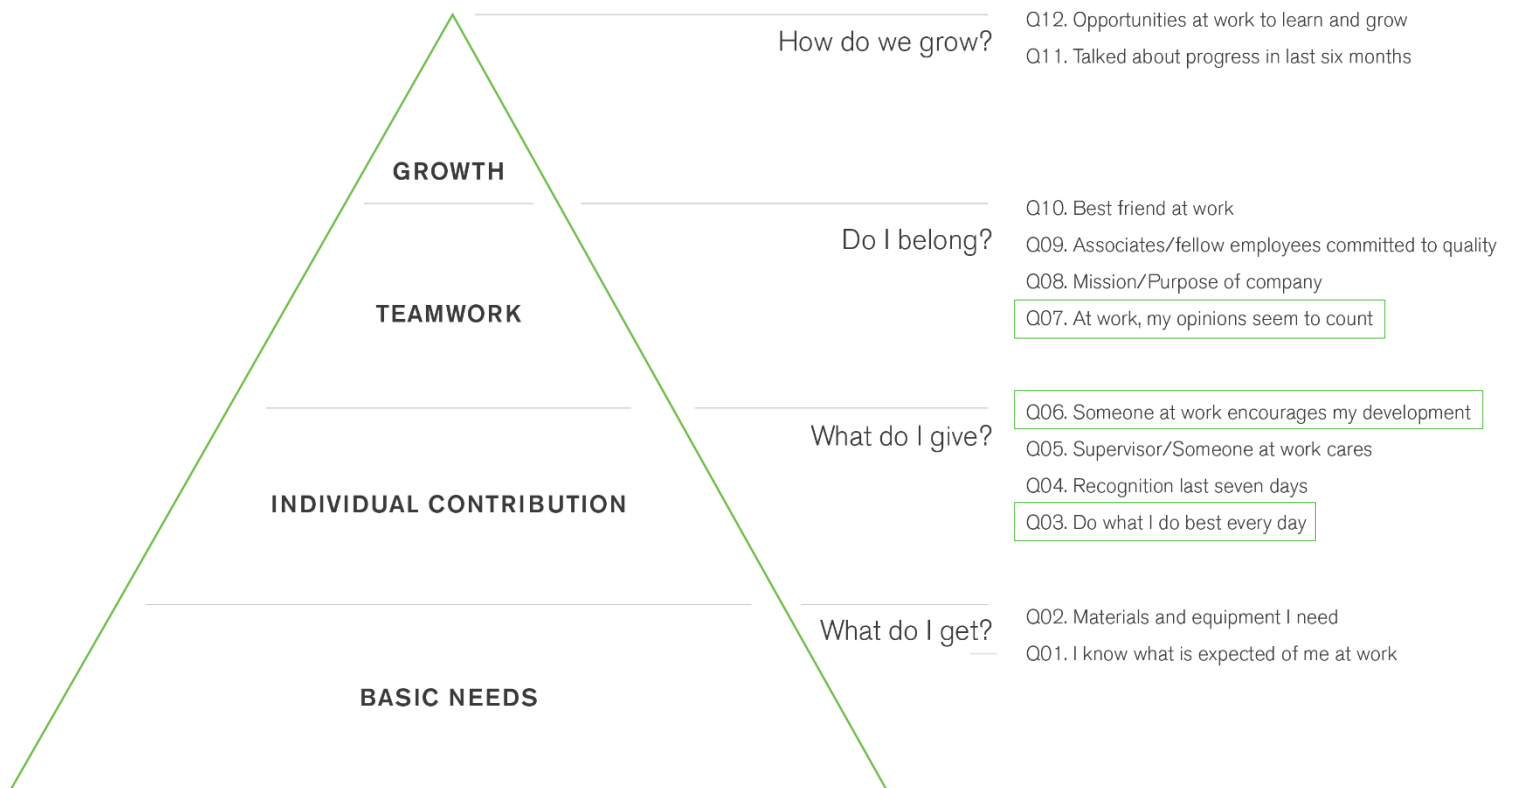 How do we grow?
Q12. Opportunities at work to learn and grow
Q11. Talked about progress in last six months
GROWTH
Do I belong?
Q10. Best friend at work
Q09. Associates/fellow employees committed to quality
Q08. Mission/Purpose of company
Q07. At work, my opinions seem to count
TEAMWORK
What do I give?
Q06. Someone at work encourages my development
Q05. Supervisor/Someone at work cares
Q04. Recognition last seven days
Q03. Do what I do best every day
INDIVIDUAL CONTRIBUTION
What do I get?
Q02. Materials and equipment I need
Q01. I know what is expected of me at work
BASIC NEEDS